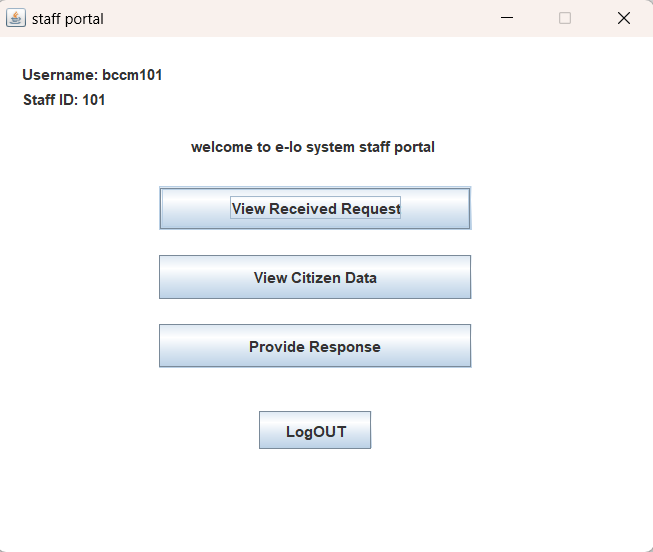 staff portal
Username: bccm101
Staff ID: 101
welcome to e-lo system staff portal
View Received Request
View Citizen Data
Provide Response
LogOUT